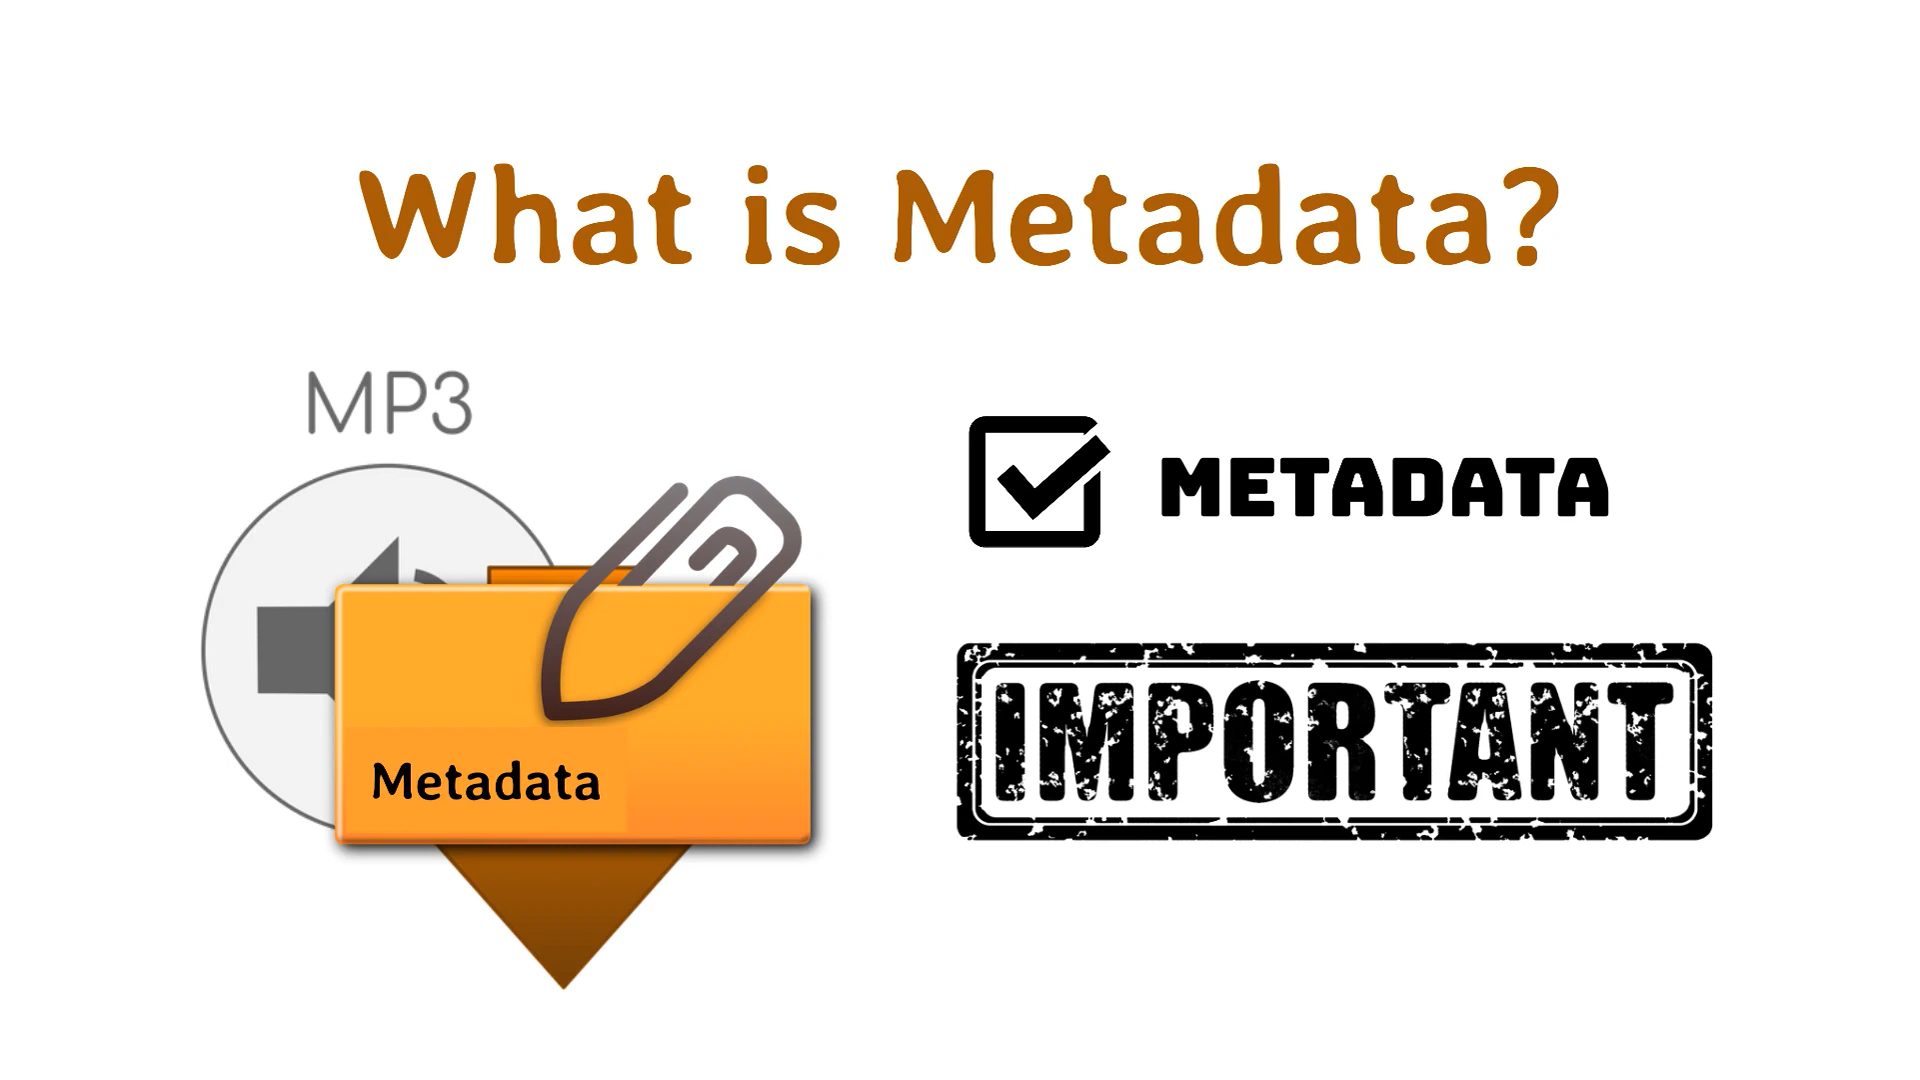 What is Metadata?
MP3
Metadata
METADATA
IMPORTANT